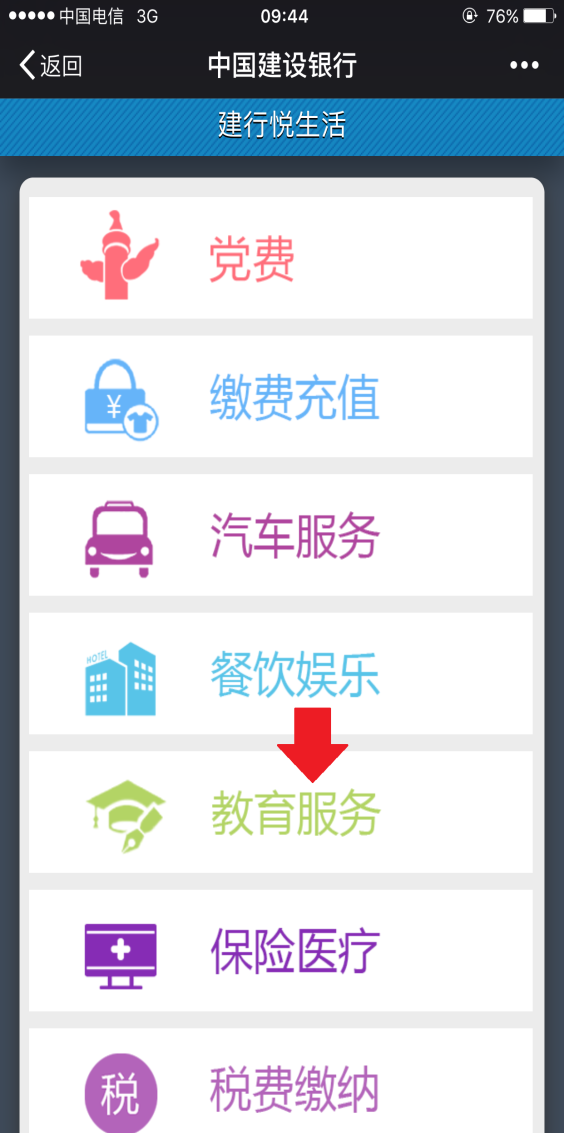 中国电信 3G 09:44 76%
返回 中国建设银行
建行悦生活
党费
¥ 缴费充值
汽车服务
HOTEL 餐饮娱乐
教育服务
保险医疗
税 税费缴纳